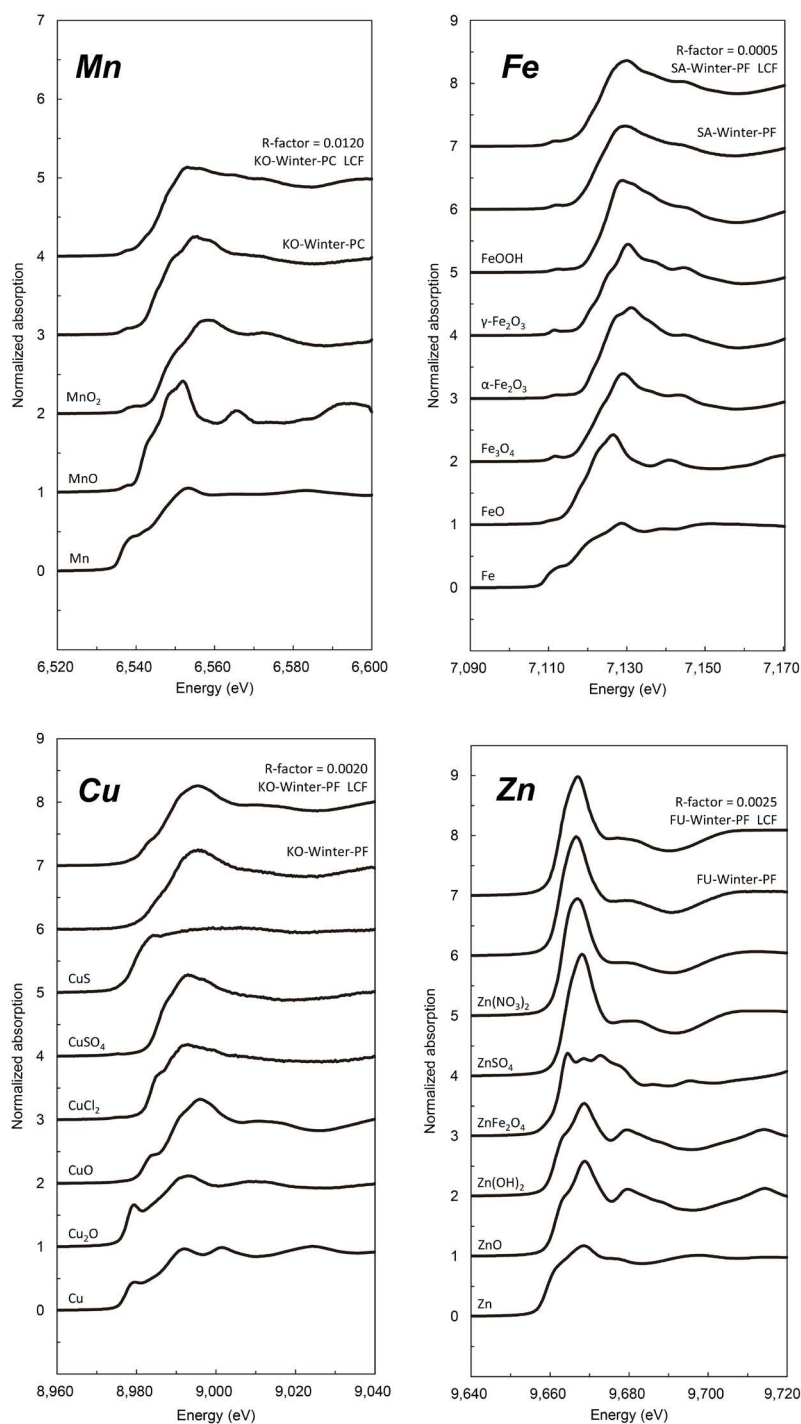 Mn
7
6
5
4
3
2
1
0
R-factor = 0.0120
KO-Winter-PC LCF
KO-Winter-PC
MnO₂
MnO
Mn
Normalized absorption
6,520 6,540 6,560 6,580 6,600
Energy (eV)
Fe
9
8
7
6
5
4
3
2
1
0
R-factor = 0.0005
SA-Winter-PF LCF
SA-Winter-PF
FeOOH
γ-Fe₂O₃
α-Fe₂O₃
Fe₃O₄
FeO
Fe
Normalized absorption
7,090 7,110 7,130 7,150 7,170
Energy (eV)
Cu
9
8
7
6
5
4
3
2
1
0
R-factor = 0.0020
KO-Winter-PF LCF
KO-Winter-PF
CuS
CuSO₄
CuCl₂
CuO
Cu₂O
Cu
Normalized absorption
8,960 8,980 9,000 9,020 9,040
Energy (eV)
Zn
9
8
7
6
5
4
3
2
1
0
R-factor = 0.0025
FU-Winter-PF LCF
FU-Winter-PF
Zn(NO₃)₂
ZnSO₄
ZnFe₂O₄
Zn(OH)₂
ZnO
Zn
Normalized absorption
9,640 9,660 9,680 9,700 9,720
Energy (eV)